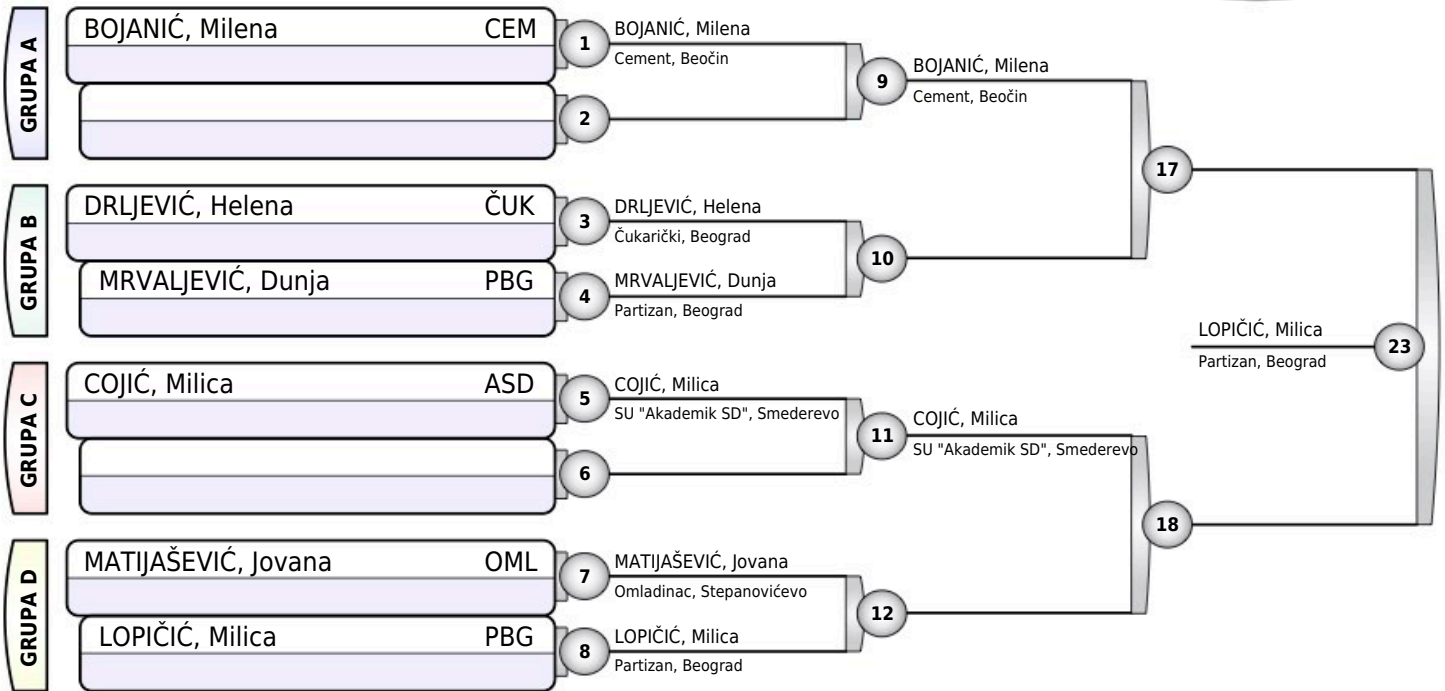 GRUPA A
BOJANIĆ, Milena CEM
1
BOJANIĆ, Milena
Cement, Beočin
2
9
BOJANIĆ, Milena
Cement, Beočin
GRUPA B
DRLJEVIĆ, Helena ČUK
3
DRLJEVIĆ, Helena
Čukarički, Beograd
MRVALJEVIĆ, Dunja PBG
4
MRVALJEVIĆ, Dunja
Partizan, Beograd
10
17
GRUPA C
COJIĆ, Milica ASD
5
COJIĆ, Milica
SU "Akademik SD", Smederevo
6
11
COJIĆ, Milica
SU "Akademik SD", Smederevo
GRUPA D
MATIJAŠEVIĆ, Jovana OML
7
MATIJAŠEVIĆ, Jovana
Omladinac, Stepanovićevo
LOPIČIĆ, Milica PBG
8
LOPIČIĆ, Milica
Partizan, Beograd
12
18
LOPIČIĆ, Milica
Partizan, Beograd
23